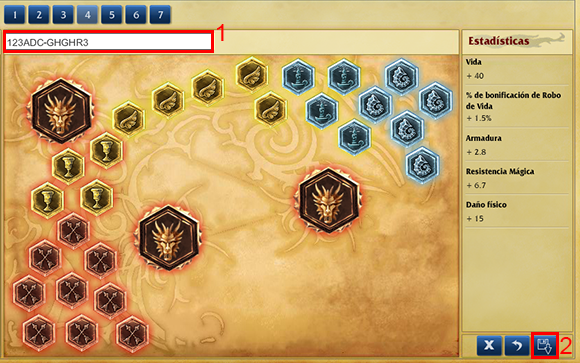 1 2 3 4 5 6 7
123ADC-GHGHR3
1
Estadísticas
Vida
+ 40
% de bonificación de Robo
de Vida
+ 1.5%
Armadura
+ 2.8
Resistencia Mágica
+ 6.7
Daño físico
+ 15
X
2